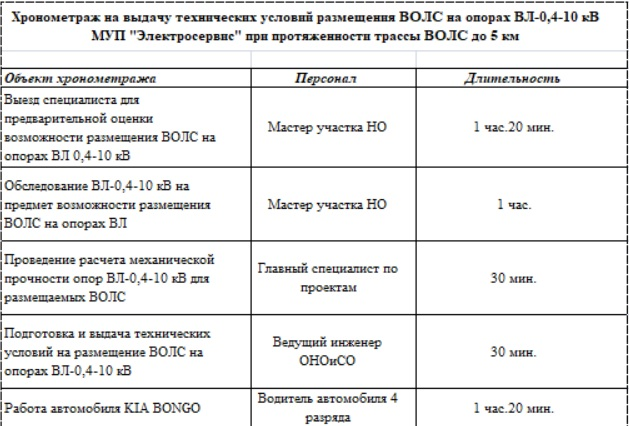 Хронометраж на выдачу технических условий размещения ВОЛС на опорах ВЛ-0,4-10 кВ
МУП "Электросервис" при протяженности трассы ВОЛС до 5 км
Объект хронометража Персонал Длительность
Выезд специалиста для
предварительной оценки
возможности размещения ВОЛС на
опорах ВЛ 0,4-10 кВ
Мастер участка НО
1 час.20 мин.
Обследование ВЛ-0,4-10 кВ на
предмет возможности размещения
ВОЛС на опорах ВЛ
Мастер участка НО
1 час.
Проведение расчета механической
прочности опор ВЛ-0,4-10 кВ для
размещаемых ВОЛС
Главный специалист по
проектам
30 мин.
Подготовка и выдача технических
условий на размещение ВОЛС на
опорах ВЛ-0,4-10 кВ
Ведущий инженер
ОНОиСО
30 мин.
Работа автомобиля KIA BONGO
Водитель автомобиля 4
разряда
1 час.20 мин.